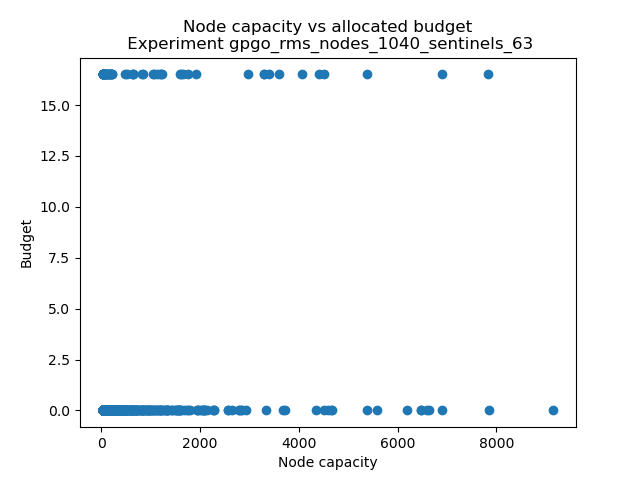 Node capacity vs allocated budget
Experiment gpgo_rms_nodes_1040_sentinels_63
15.0
12.5
10.0
7.5
5.0
2.5
0.0
Budget
0 2000 4000 6000 8000
Node capacity